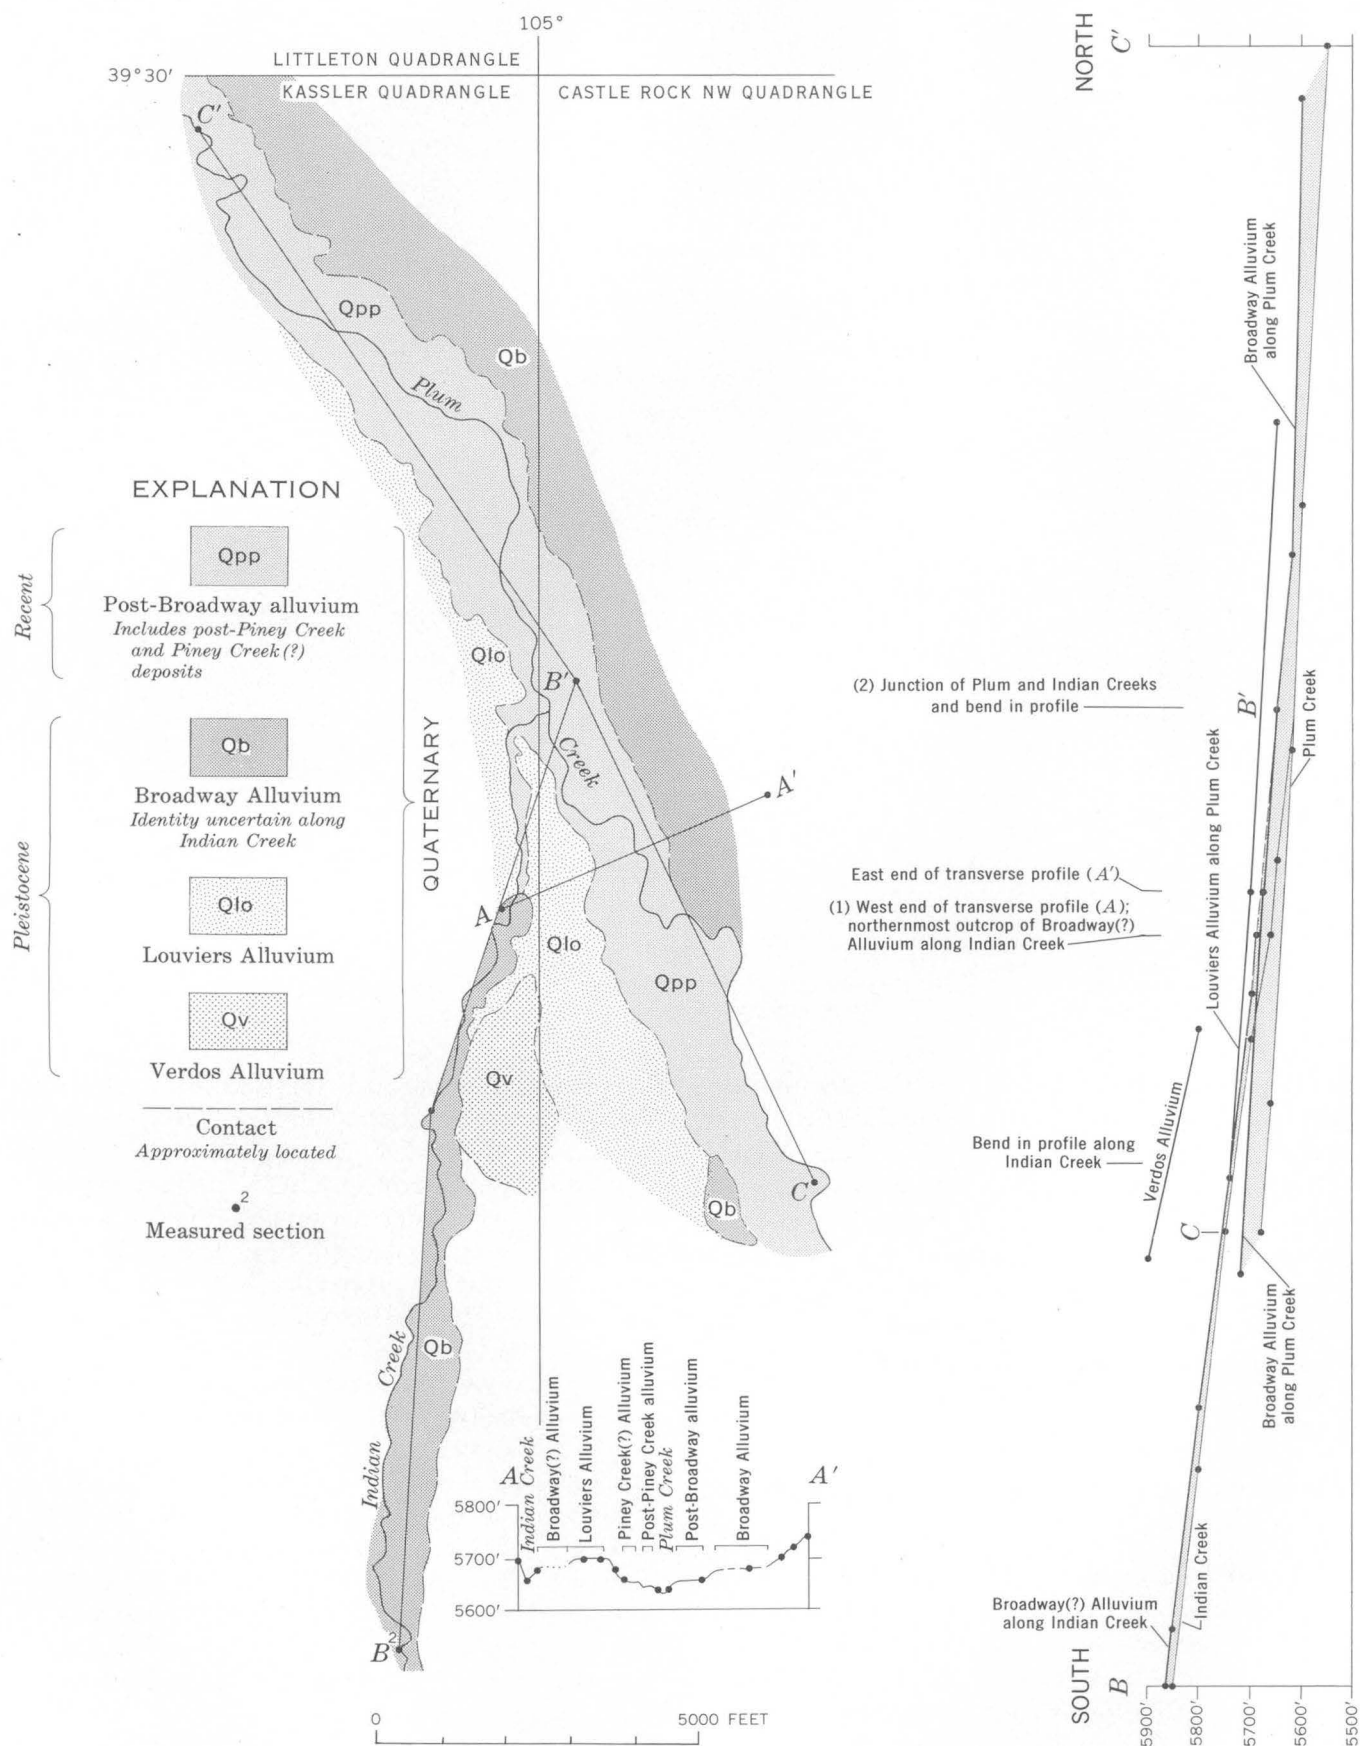 105°
LITTLETON QUADRANGLE
39°30'
KASSLER QUADRANGLE
CASTLE ROCK NW QUADRANGLE
C'
Qpp
Qb
Plum
Qlo
B'
Creek
A'
A
Qlo
Qpp
Qv
C
Qb
Creek
Qb
Indian
2
B
EXPLANATION
Recent
Qpp
Post-Broadway alluvium
Includes post-Piney Creek
and Piney Creek(?)
deposits
Pleistocene
Qb
Broadway Alluvium
Identity uncertain along
Indian Creek
Qlo
Louviers Alluvium
Qv
Verdos Alluvium
QUATERNARY
Contact
Approximately located
2
Measured section
A
A'
Indian Creek
Broadway(?) Alluvium
Louviers Alluvium
Piney Creek(?) Alluvium
Post-Piney Creek alluvium
Plum Creek
Post-Broadway alluvium
Broadway Alluvium
5800'
5700'
5600'
0
5000 FEET
NORTH
C'
Broadway Alluvium
along Plum Creek
(2) Junction of Plum and Indian Creeks
and bend in profile
B'
Plum Creek
Louviers Alluvium along Plum Creek
East end of transverse profile (A')
(1) West end of transverse profile (A);
northernmost outcrop of Broadway(?)
Alluvium along Indian Creek
Verdos Alluvium
Bend in profile along
Indian Creek
C
Broadway Alluvium
along Plum Creek
Indian Creek
Broadway(?) Alluvium
along Indian Creek
SOUTH
B
5900'
5800'
5700'
5600'
5500'